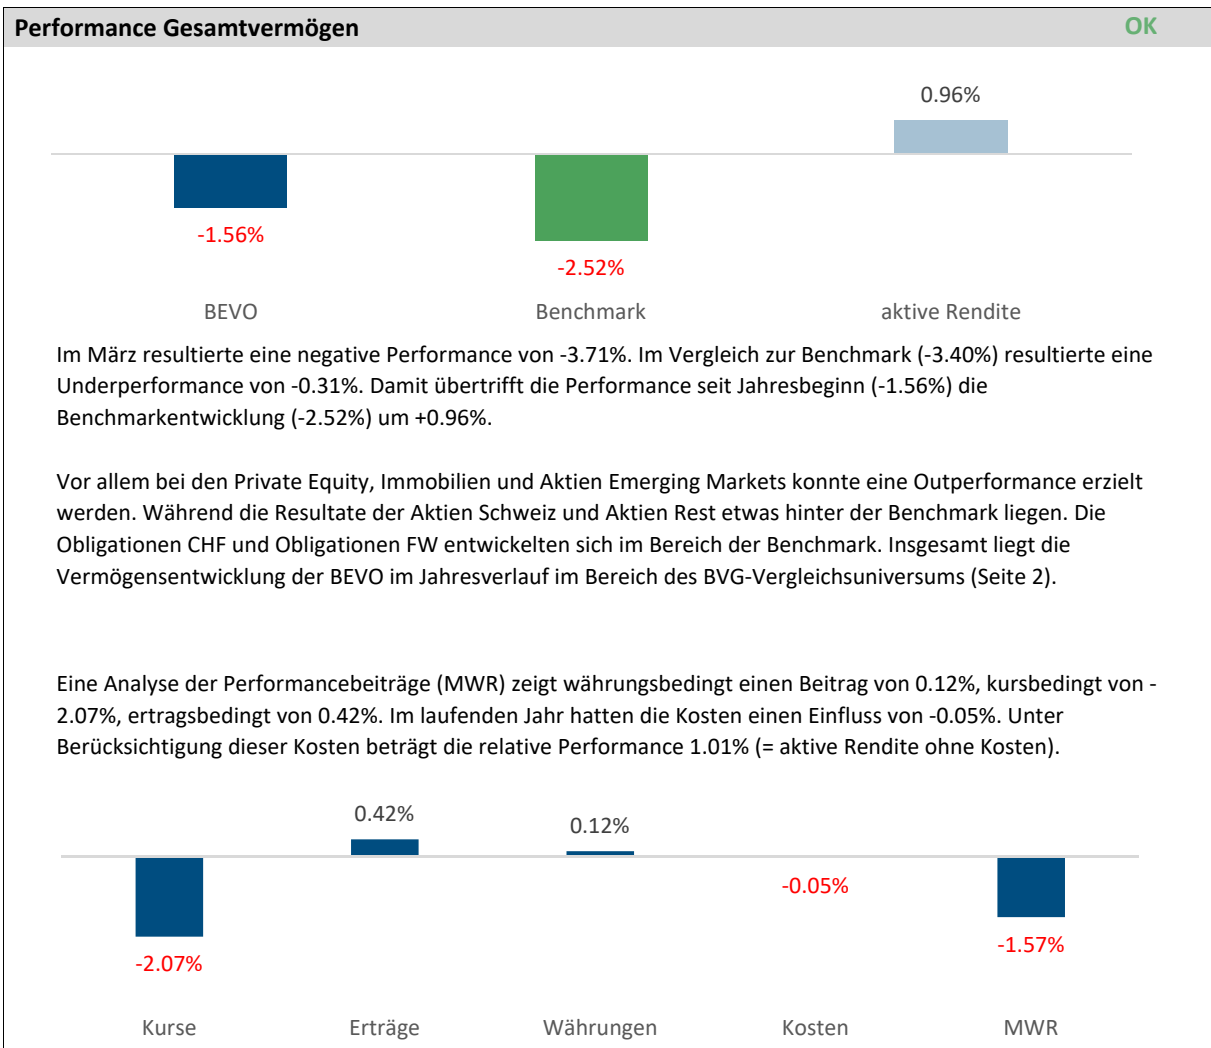 Performance Gesamtvermögen OK
0.96%
-1.56%
-2.52%
BEVO Benchmark aktive Rendite
Im März resultierte eine negative Performance von -3.71%. Im Vergleich zur Benchmark (-3.40%) resultierte eine
Underperformance von -0.31%. Damit übertrifft die Performance seit Jahresbeginn (-1.56%) die
Benchmarkentwicklung (-2.52%) um +0.96%.
Vor allem bei den Private Equity, Immobilien und Aktien Emerging Markets konnte eine Outperformance erzielt
werden. Während die Resultate der Aktien Schweiz und Aktien Rest etwas hinter der Benchmark liegen. Die
Obligationen CHF und Obligationen FW entwickelten sich im Bereich der Benchmark. Insgesamt liegt die
Vermögensentwicklung der BEVO im Jahresverlauf im Bereich des BVG-Vergleichsuniversums (Seite 2).
Eine Analyse der Performancebeiträge (MWR) zeigt währungsbedingt einen Beitrag von 0.12%, kursbedingt von -
2.07%, ertragsbedingt von 0.42%. Im laufenden Jahr hatten die Kosten einen Einfluss von -0.05%. Unter
Berücksichtigung dieser Kosten beträgt die relative Performance 1.01% (= aktive Rendite ohne Kosten).
0.42% 0.12%
-0.05%
-2.07% -1.57%
Kurse Erträge Währungen Kosten MWR